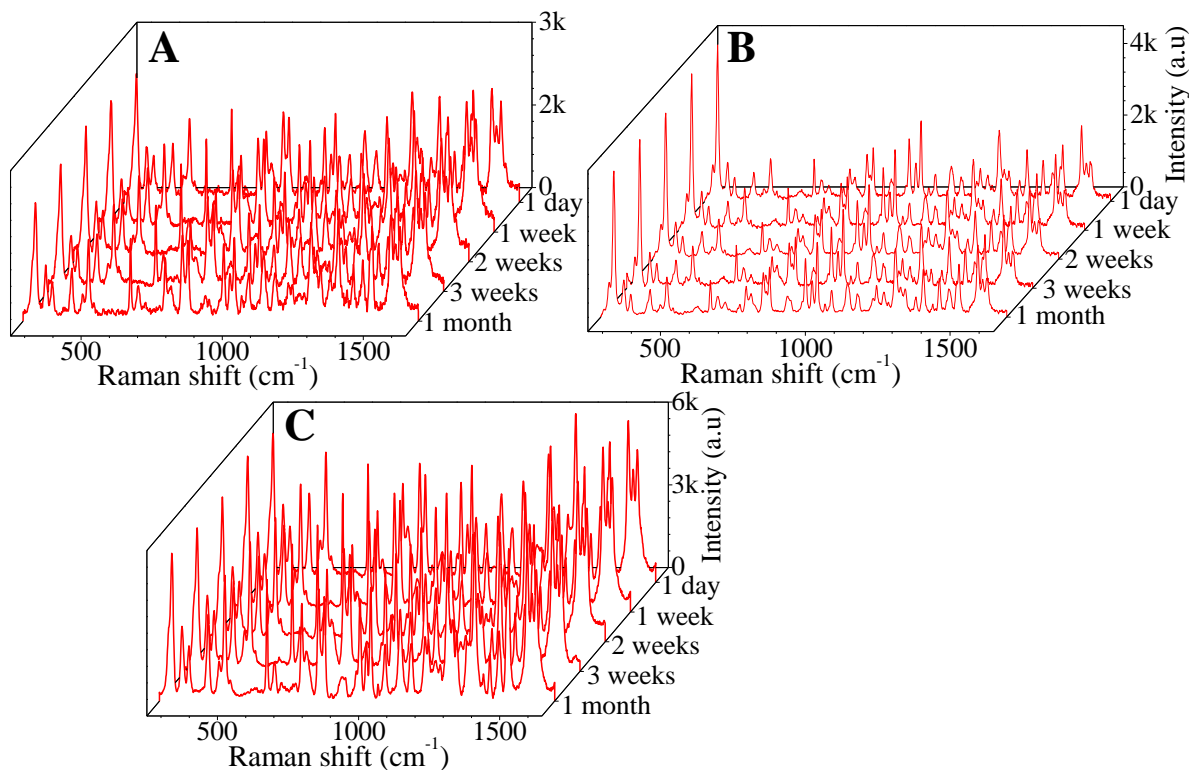 A
3k
2k
0
1 day
1 week
2 weeks
3 weeks
1 month
500
1000
1500
Raman shift (cm⁻¹)
B
4k
2k
0
Intensity (a.u)
1 day
1 week
2 weeks
3 weeks
1 month
500
1000
1500
Raman shift (cm⁻¹)
C
6k
3k
0
Intensity (a.u)
1 day
1 week
2 weeks
3 weeks
1 month
500
1000
1500
Raman shift (cm⁻¹)